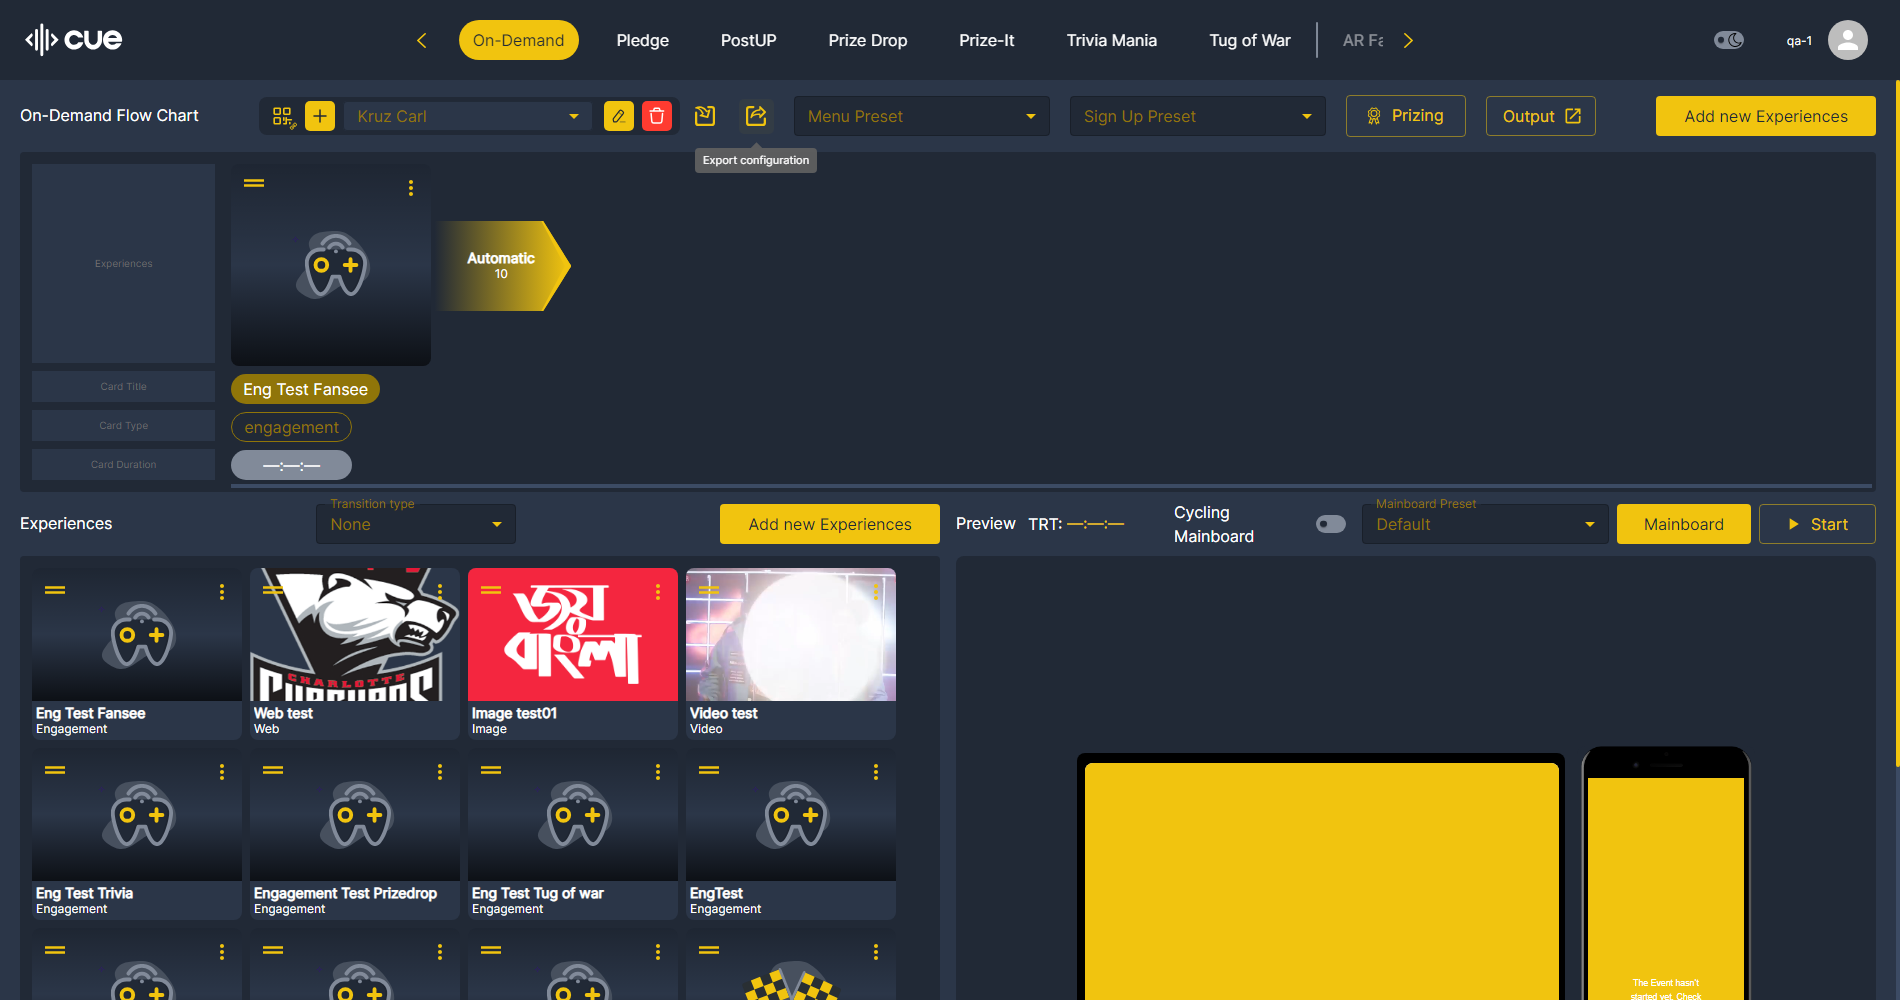 cue
On-Demand
Pledge
PostUP
Prize Drop
Prize-It
Trivia Mania
Tug of War
AR Fa
qa-1
On-Demand Flow Chart
Kruz Carl
Menu Preset
Sign Up Preset
Prizing
Output
Add new Experiences
Export configuration
Experiences
Automatic
10
Card Title
Eng Test Fansee
Card Type
engagement
Card Duration
—:—:—
Experiences
Transition type
None
Add new Experiences
Preview
TRT: —:—:—
Cycling
Mainboard
Mainboard Preset
Default
Mainboard
Start
CHARLOTTE
জয়
বাংলা
Eng Test Fansee
Engagement
Web test
Web
Image test01
Image
Video test
Video
Eng Test Trivia
Engagement
Engagement Test Prizedrop
Engagement
Eng Test Tug of war
Engagement
EngTest
Engagement
The Event hasn't
started yet. Check